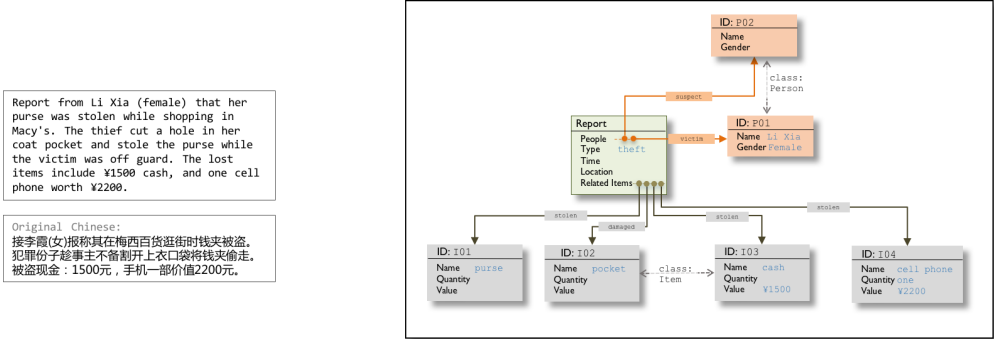 Report from Li Xia (female) that her
purse was stolen while shopping in
Macy's. The thief cut a hole in her
coat pocket and stole the purse while
the victim was off guard. The lost
items include ¥1500 cash, and one cell
phone worth ¥2200.
Original Chinese:
接李霞(女)报称其在梅西百货逛街时钱夹被盗。
犯罪份子趁事主不备割开上衣口袋将钱夹偷走。
被盗现金：1500元，手机一部价值2200元。
ID: P02
Name
Gender
class:
Person
suspect
Report
People
Type theft
Time
Location
Related Items
victim
ID: P01
Name Li Xia
Gender Female
stolen
damaged
stolen
stolen
ID: I01
Name purse
Quantity
Value
ID: I02
Name pocket
Quantity
Value
class:
Item
ID: I03
Name cash
Quantity
Value ¥1500
ID: I04
Name cell phone
Quantity one
Value ¥2200